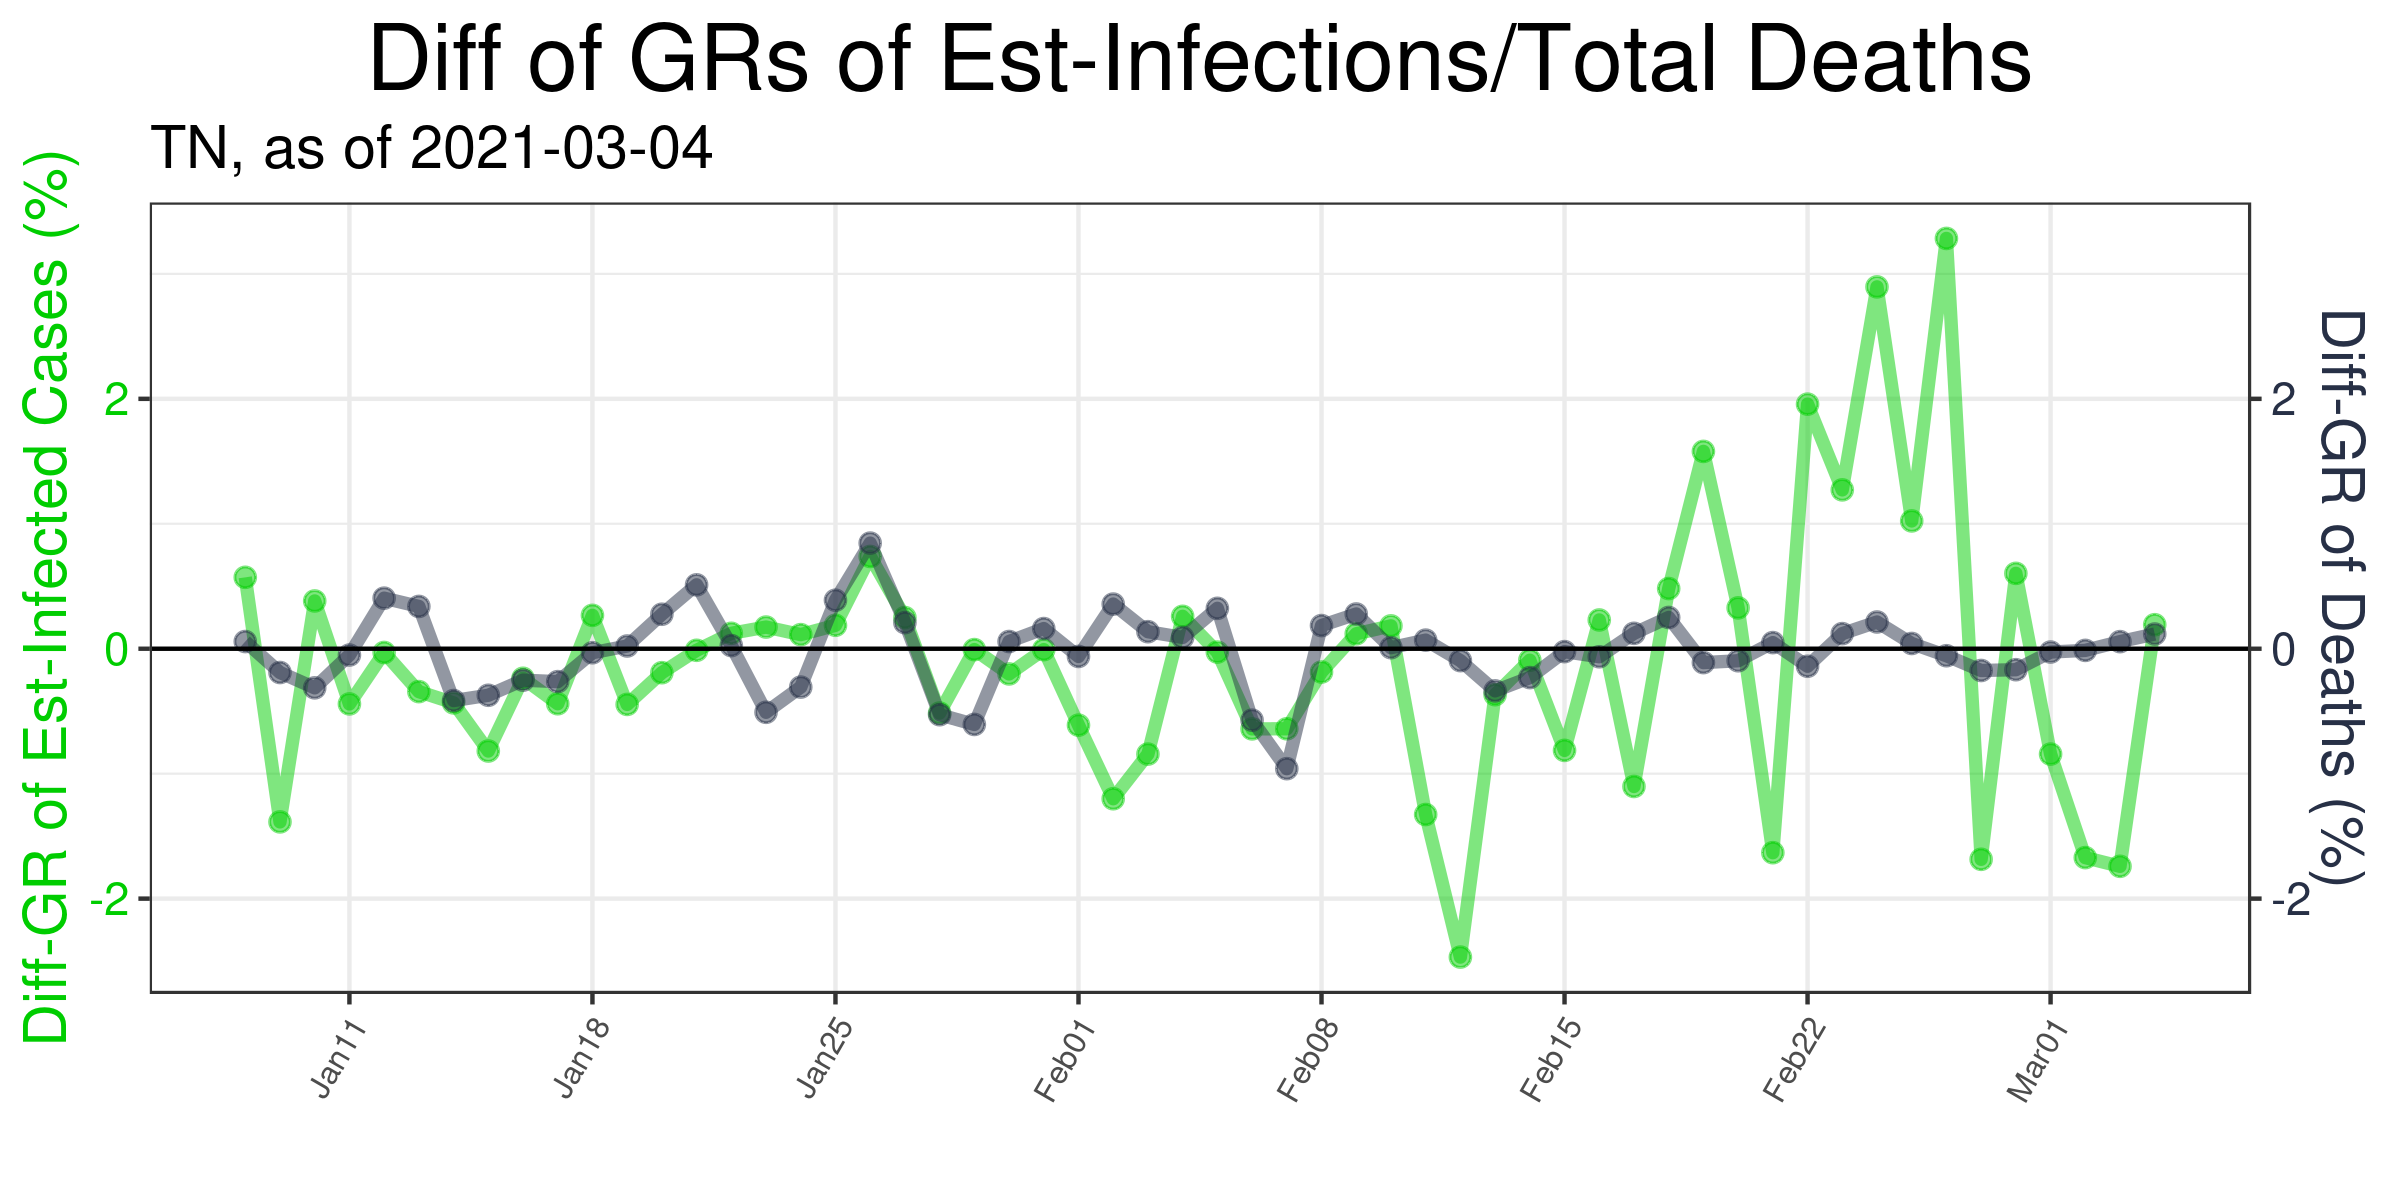 Diff of GRs of Est-Infections/Total Deaths
TN, as of 2021-03-04
Diff-GR of Est-Infected Cases (%)
2
0
-2
2
0
-2
Diff-GR of Deaths (%)
Jan11
Jan18
Jan25
Feb01
Feb08
Feb15
Feb22
Mar01